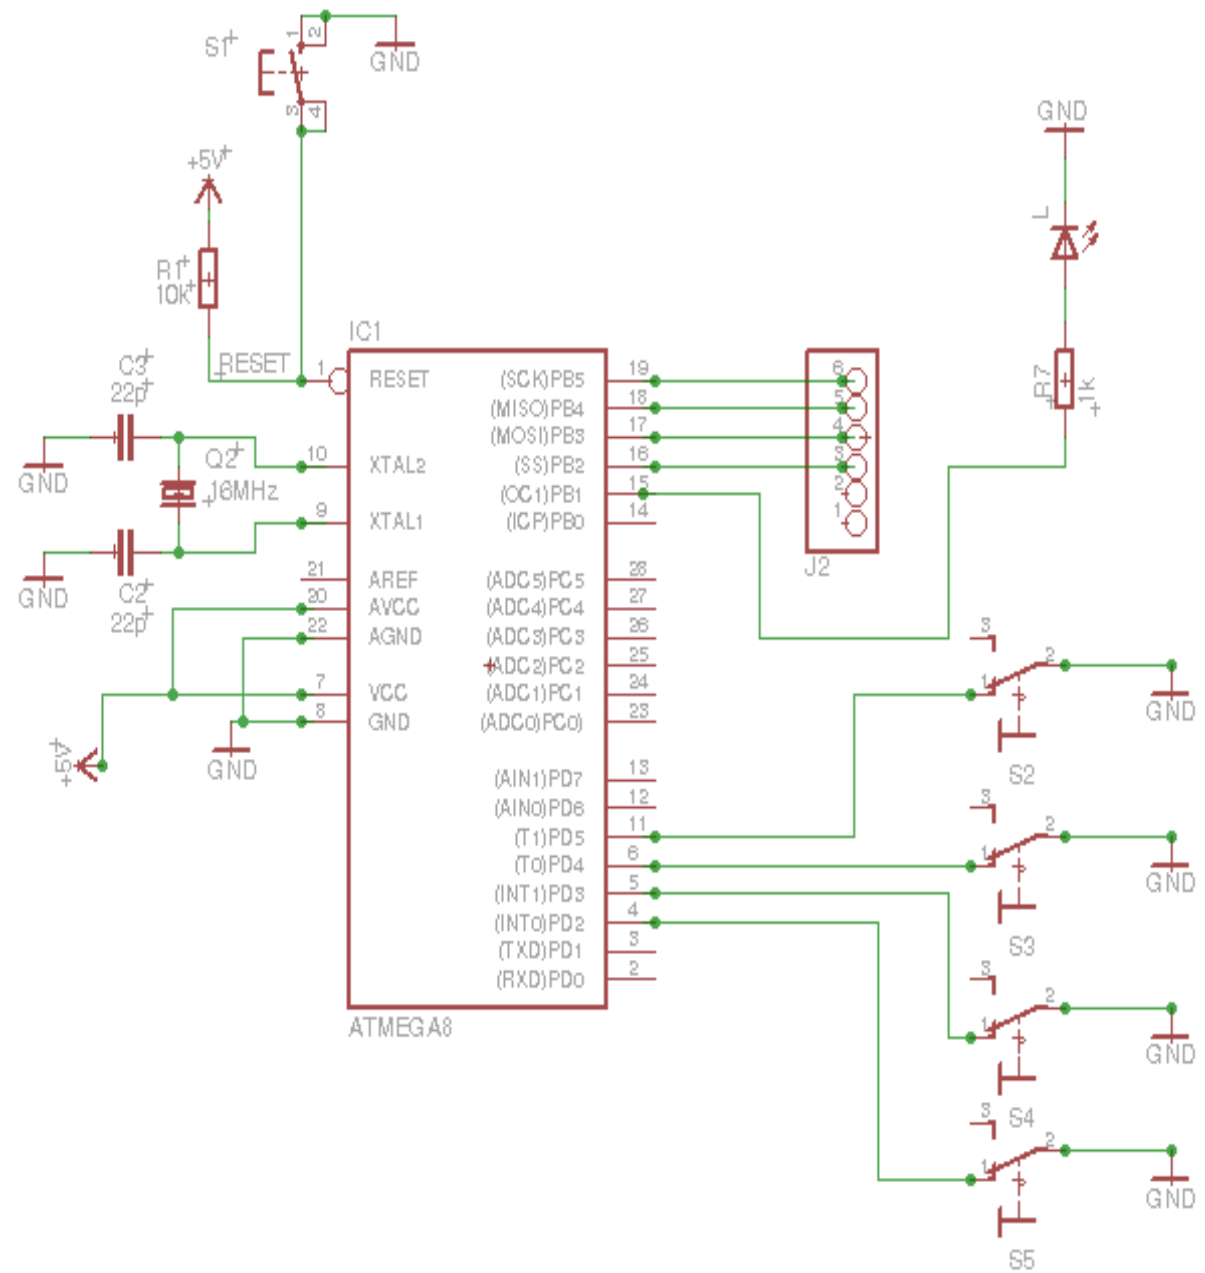 1 2
S1
GND
3 4
GND
+5V
L
R1
10k
R7
1k
IC1
C3
22p
RESET
1 RESET (SCK)PB5 19 6
(MISO)PB4 18 5
(MOSI)PB3 17 4
Q2
16MHz
10 XTAL2 (SS)PB2 16 3
GND
(OC1)PB1 15 2
9 XTAL1 (ICP)PB0 14 1
J2
C2
22p
GND
21 AREF (ADC5)PC5 28
20 AVCC (ADC4)PC4 27
22 AGND (ADC3)PC3 26
(ADC2)PC2 25
7 VCC (ADC1)PC1 24
8 GND (ADC0)PC0 23
+5V
GND
(AIN1)PD7 13
(AIN0)PD6 12
(T1)PD5 11
(T0)PD4 6
(INT1)PD3 5
(INT0)PD2 4
(TXD)PD1 3
(RXD)PD0 2
ATMEGA8
3
1 2
GND
S2
3
1 2
GND
S3
3
1 2
GND
S4
3
1 2
GND
S5